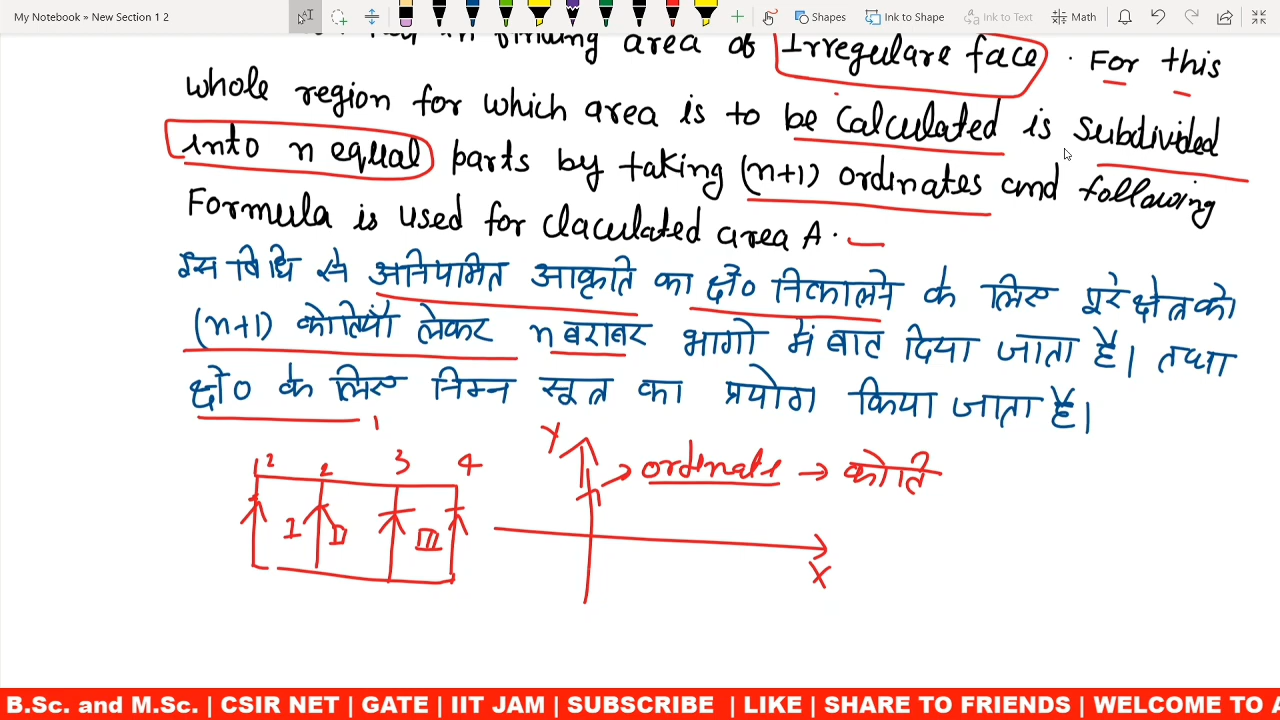 My Notebook » New Section 1 2
Shapes Ink to Shape Ink to Text Math
in finding area of Irregulare face. For this
whole region for which area is to be calculated is subdivided
into n equal parts by taking (n+1) ordinates and following
Formula is used for claculated area A.
इस विधि से अनियमित आकृति का क्षे० निकालने के लिए पूरे क्षेत्र को
(n+1) कोटियाँ लेकर n बराबर भागो में बाट दिया जाता है। तथा
क्षे० के लिए निम्न सूत्र का प्रयोग किया जाता है।
1 2 2 3 4
I II III
Y
→ ordinate → कोटि
X
B.Sc. and M.Sc. | CSIR NET | GATE | IIT JAM | SUBSCRIBE | LIKE | SHARE TO FRIENDS | WELCOME TO A